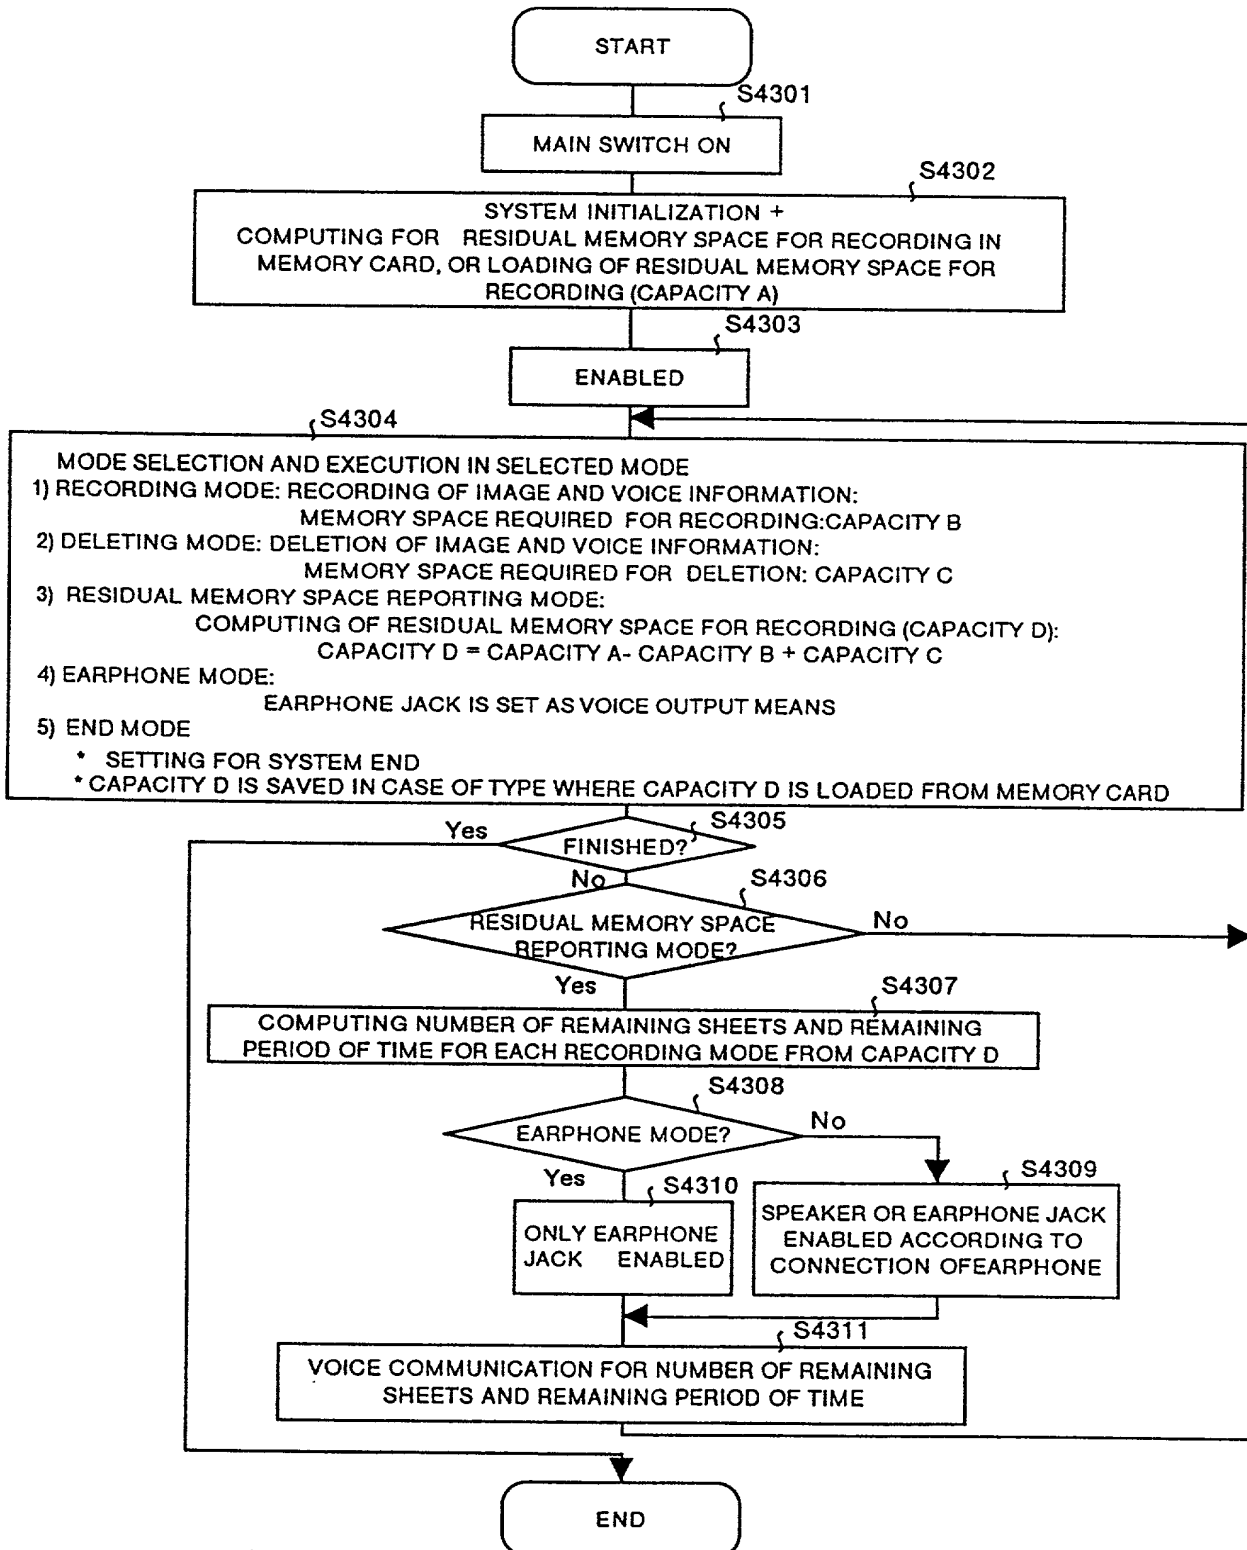 START
S4301
MAIN SWITCH ON
S4302
SYSTEM INITIALIZATION +
COMPUTING FOR RESIDUAL MEMORY SPACE FOR RECORDING IN
MEMORY CARD, OR LOADING OF RESIDUAL MEMORY SPACE FOR
RECORDING (CAPACITY A)
S4303
ENABLED
S4304
MODE SELECTION AND EXECUTION IN SELECTED MODE
1) RECORDING MODE: RECORDING OF IMAGE AND VOICE INFORMATION:
MEMORY SPACE REQUIRED FOR RECORDING:CAPACITY B
2) DELETING MODE: DELETION OF IMAGE AND VOICE INFORMATION:
MEMORY SPACE REQUIRED FOR DELETION: CAPACITY C
3) RESIDUAL MEMORY SPACE REPORTING MODE:
COMPUTING OF RESIDUAL MEMORY SPACE FOR RECORDING (CAPACITY D):
CAPACITY D = CAPACITY A- CAPACITY B + CAPACITY C
4) EARPHONE MODE:
EARPHONE JACK IS SET AS VOICE OUTPUT MEANS
5) END MODE
* SETTING FOR SYSTEM END
* CAPACITY D IS SAVED IN CASE OF TYPE WHERE CAPACITY D IS LOADED FROM MEMORY CARD
S4305
Yes
FINISHED?
No
S4306
RESIDUAL MEMORY SPACE
REPORTING MODE?
No
Yes
S4307
COMPUTING NUMBER OF REMAINING SHEETS AND REMAINING
PERIOD OF TIME FOR EACH RECORDING MODE FROM CAPACITY D
S4308
EARPHONE MODE?
No
Yes
S4310
ONLY EARPHONE
JACK ENABLED
S4309
SPEAKER OR EARPHONE JACK
ENABLED ACCORDING TO
CONNECTION OFEARPHONE
S4311
VOICE COMMUNICATION FOR NUMBER OF REMAINING
SHEETS AND REMAINING PERIOD OF TIME
END